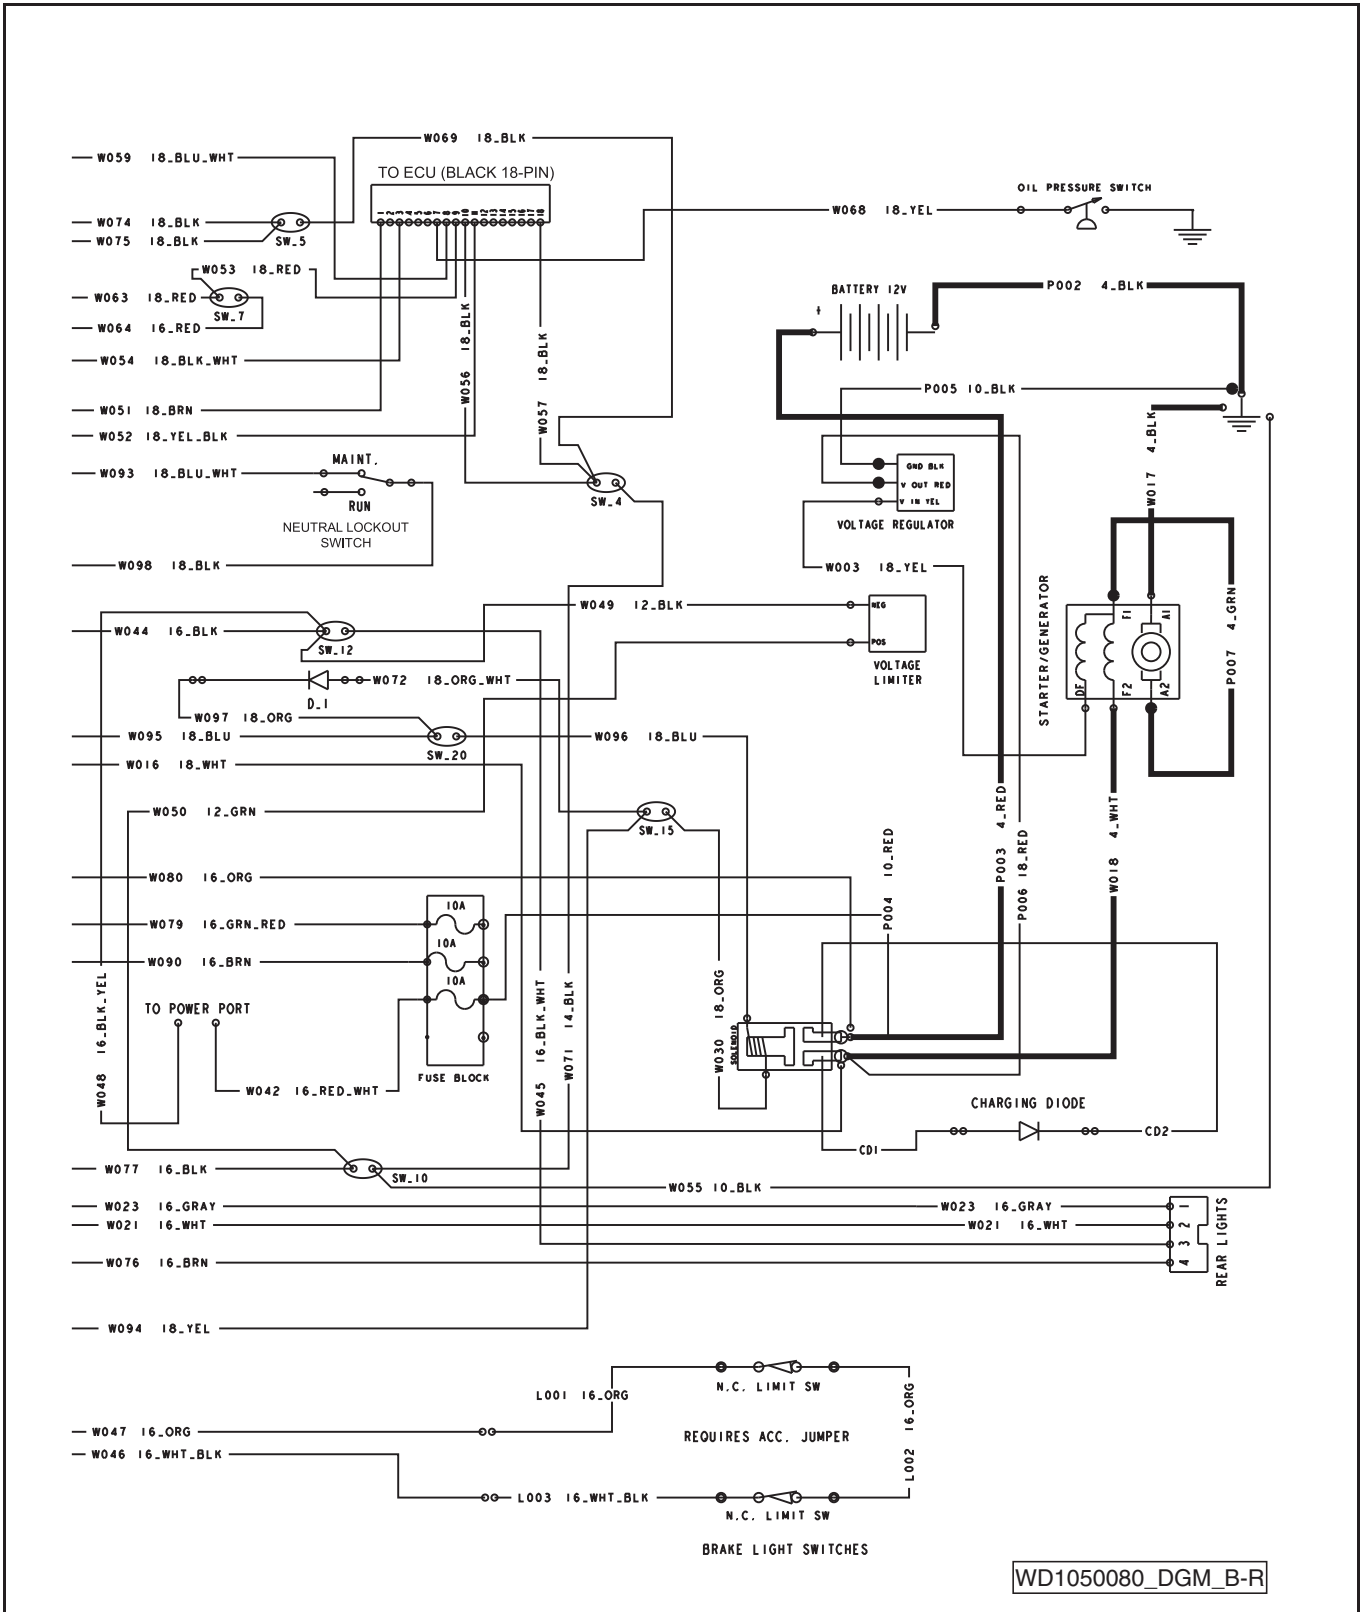 W069 18_BLK
W059 18_BLU_WHT
TO ECU (BLACK 18-PIN)
1 2 3 4 5 6 7 8 9 10 11 12 13 14 15 16 17 18
OIL PRESSURE SWITCH
W074 18_BLK
W075 18_BLK
SW_5
W068 18_YEL
W053 18_RED
W063 18_RED
SW_7
W064 16_RED
BATTERY 12V
+
P002 4_BLK
W054 18_BLK_WHT
W056 18_BLK
W057 18_BLK
P005 10_BLK
W051 18_BRN
W052 18_YEL_BLK
W017 4_BLK
W093 18_BLU_WHT
MAINT.
RUN
NEUTRAL LOCKOUT
SWITCH
SW_4
GND BLK
V OUT RED
V IN YEL
VOLTAGE REGULATOR
W098 18_BLK
W003 18_YEL
STARTER/GENERATOR
F1
A1
DF
F2
A2
P007 4_GRN
W049 12_BLK
NEG
POS
VOLTAGE
LIMITER
W044 16_BLK
SW_12
W072 18_ORG_WHT
D_1
W097 18_ORG
W095 18_BLU
SW_20
W096 18_BLU
W016 18_WHT
W050 12_GRN
SW_15
P004 10_RED
P003 4_RED
P006 18_RED
W018 4_WHT
W080 16_ORG
W079 16_GRN_RED
10A
W090 16_BRN
10A
10A
FUSE BLOCK
TO POWER PORT
W048 16_BLK_YEL
W042 16_RED_WHT
W045 16_BLK_WHT
W071 14_BLK
W030 18_ORG
SOLENOID
CHARGING DIODE
CD1
CD2
W077 16_BLK
SW_10
W055 10_BLK
W023 16_GRAY
W023 16_GRAY
W021 16_WHT
W021 16_WHT
1
2
3
4
REAR LIGHTS
W076 16_BRN
W094 18_YEL
N.C. LIMIT SW
L001 16_ORG
L002 16_ORG
W047 16_ORG
REQUIRES ACC. JUMPER
W046 16_WHT_BLK
L003 16_WHT_BLK
N.C. LIMIT SW
BRAKE LIGHT SWITCHES
WD1050080_DGM_B-R